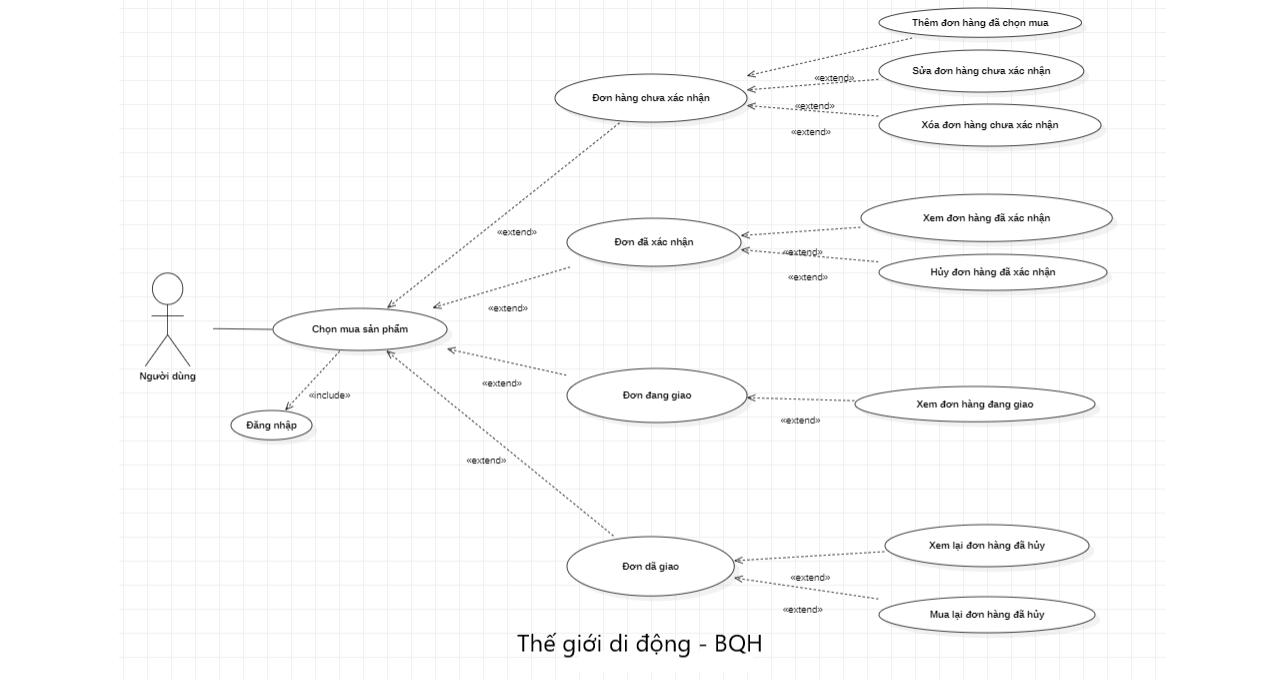 Thêm đơn hàng đã chọn mua
«extend»
Sửa đơn hàng chưa xác nhận
Đơn hàng chưa xác nhận
«extend»
Xóa đơn hàng chưa xác nhận
«extend»
«extend»
Xem đơn hàng đã xác nhận
Đơn đã xác nhận
«extend»
Hủy đơn hàng đã xác nhận
«extend»
«extend»
Chọn mua sản phẩm
Người dùng
«extend»
«include»
Đơn đang giao
Xem đơn hàng đang giao
«extend»
Đăng nhập
«extend»
Xem lại đơn hàng đã hủy
Đơn dã giao
«extend»
«extend»
Mua lại đơn hàng đã hủy
Thế giới di động - BQH